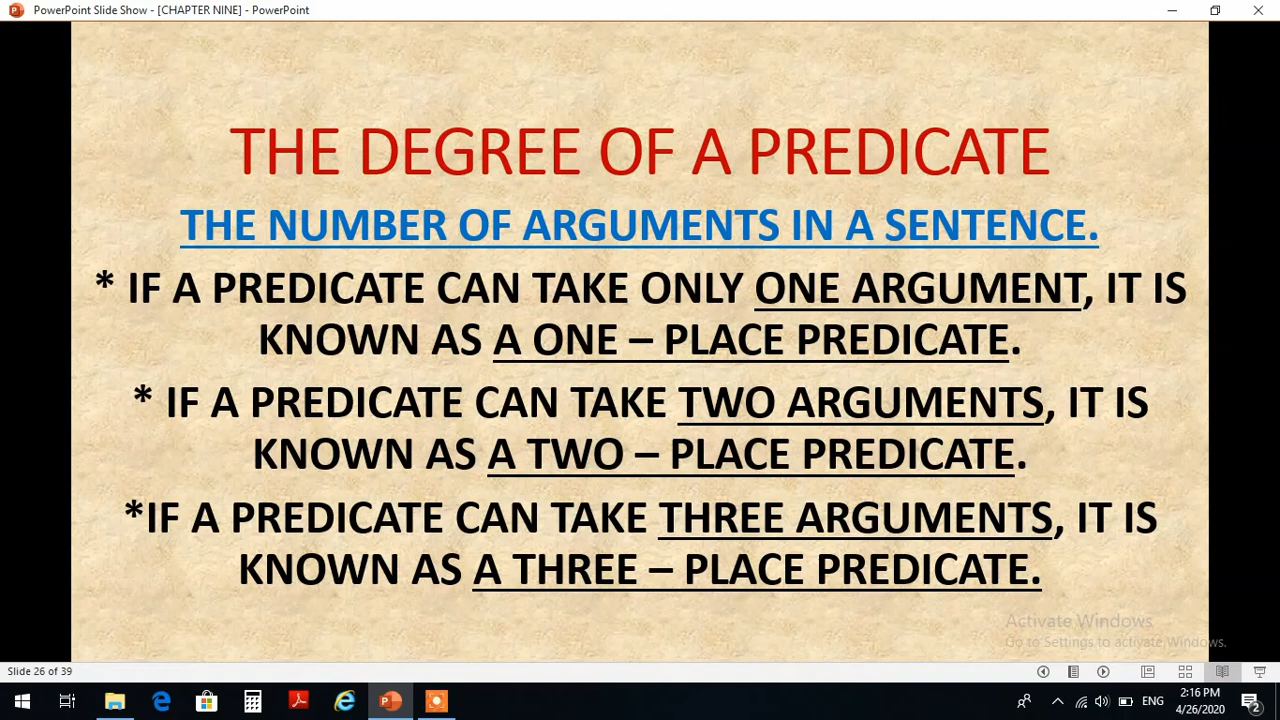 PowerPoint Slide Show - [CHAPTER NINE] - PowerPoint
THE DEGREE OF A PREDICATE
THE NUMBER OF ARGUMENTS IN A SENTENCE.
* IF A PREDICATE CAN TAKE ONLY ONE ARGUMENT, IT IS
KNOWN AS A ONE – PLACE PREDICATE.
* IF A PREDICATE CAN TAKE TWO ARGUMENTS, IT IS
KNOWN AS A TWO – PLACE PREDICATE.
*IF A PREDICATE CAN TAKE THREE ARGUMENTS, IT IS
KNOWN AS A THREE – PLACE PREDICATE.
Activate Windows
Go to Settings to activate Windows.
Slide 26 of 39
ENG
2:16 PM
4/26/2020
2